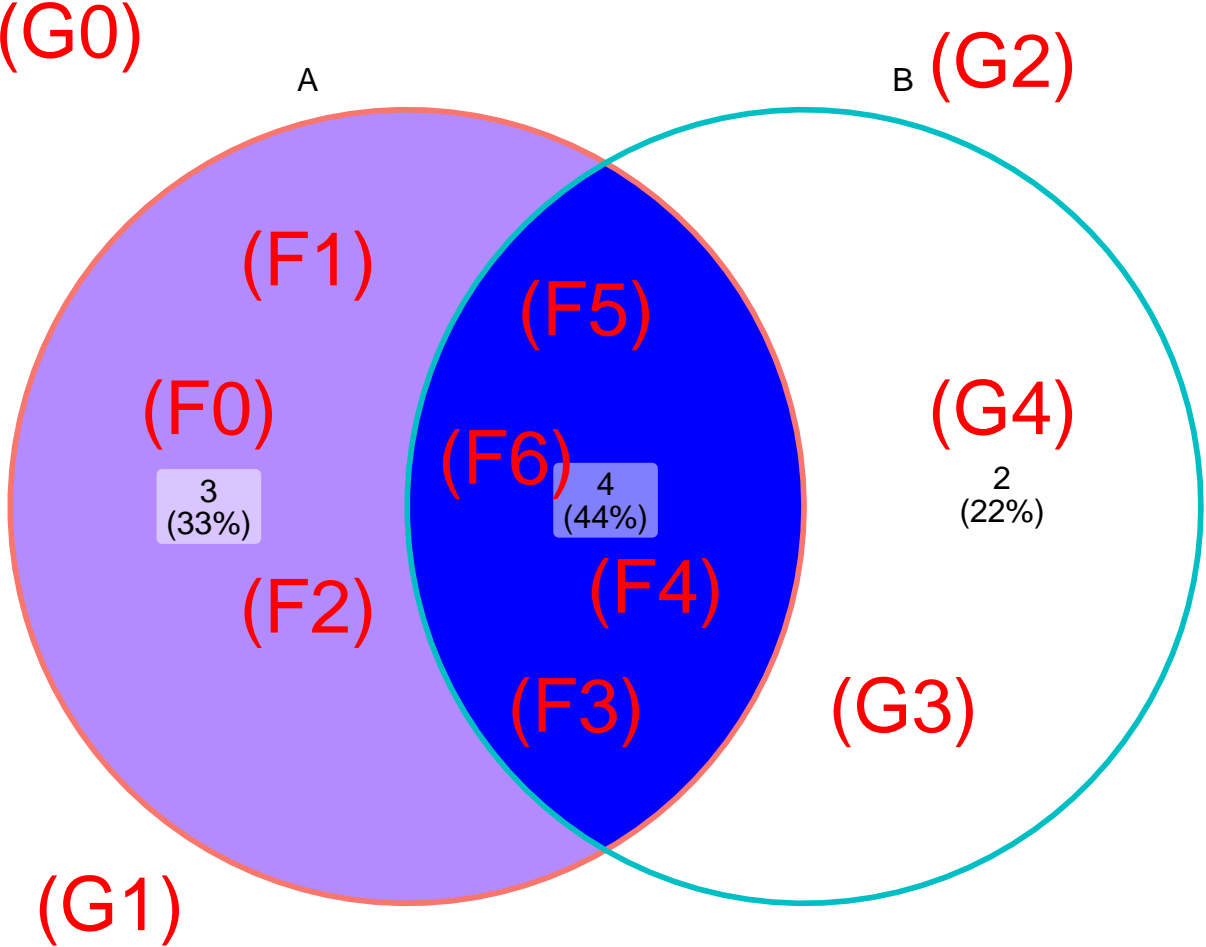 (G0)
A
B
(G2)
(F1)
(F5)
(F0)
(G4)
(F6)
3
(33%)
4
(44%)
2
(22%)
(F2)
(F4)
(F3)
(G3)
(G1)